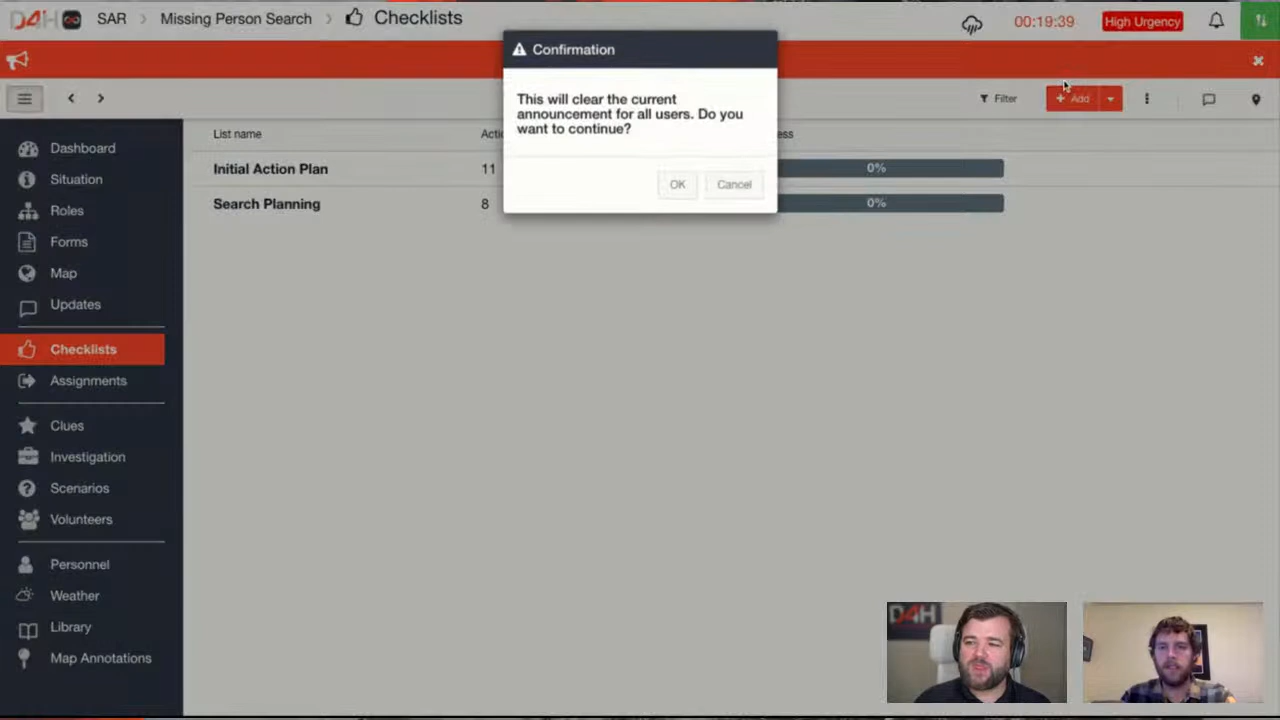 D4H SAR Missing Person Search Checklists 00:19:39 High Urgency
Confirmation
This will clear the current
announcement for all users. Do you
want to continue?
OK Cancel
Filter Add
List name
Initial Action Plan 11 0%
Search Planning 8 0%
Dashboard
Situation
Roles
Forms
Map
Updates
Checklists
Assignments
Clues
Investigation
Scenarios
Volunteers
Personnel
Weather
Library
Map Annotations
D4H